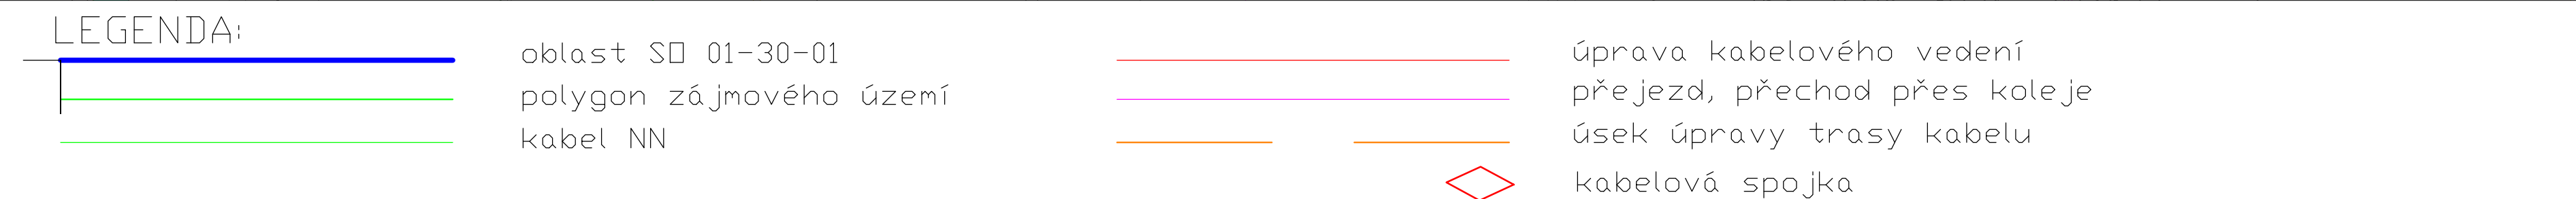 LEGENDA:
oblast SO 01-30-01
polygon zájmového území
kabel NN
úprava kabelového vedení
přejezd, přechod přes koleje
úsek úpravy trasy kabelu
kabelová spojka